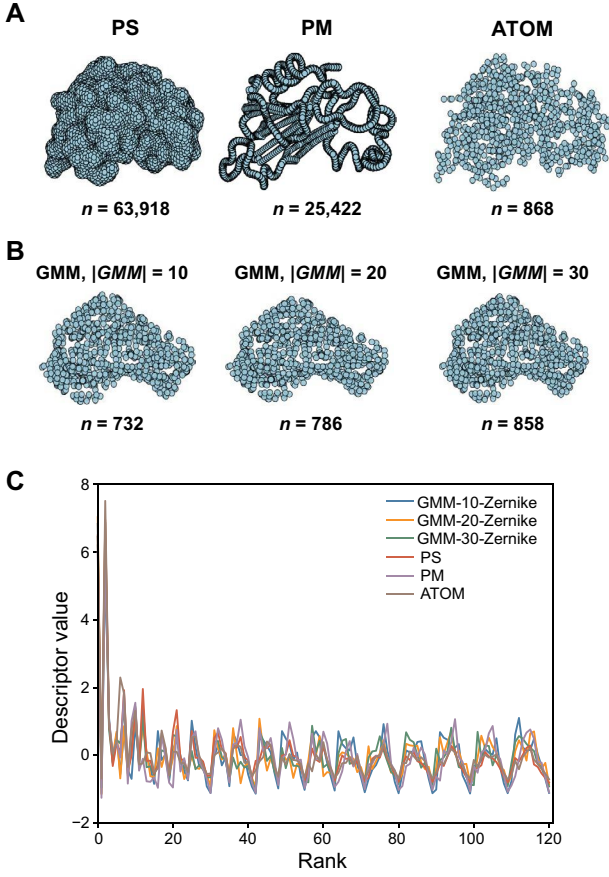 A
PS PM ATOM
n = 63,918 n = 25,422 n = 868
B
GMM, |GMM| = 10 GMM, |GMM| = 20 GMM, |GMM| = 30
n = 732 n = 786 n = 858
C
8
6
4
2
0
−2
Descriptor value
GMM-10-Zernike
GMM-20-Zernike
GMM-30-Zernike
PS
PM
ATOM
0 20 40 60 80 100 120
Rank